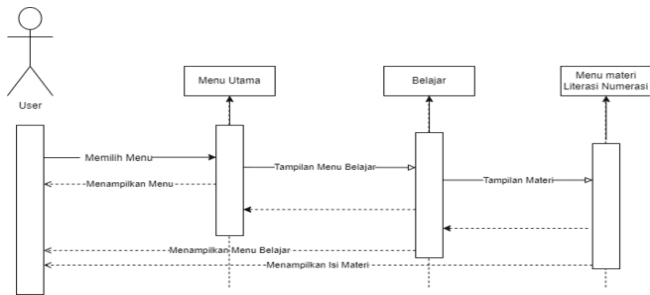 User
Menu Utama
Belajar
Menu materi
Literasi Numerasi
Memilih Menu
Tampilan Menu Belajar
Tampilan Materi
Menampilkan Menu
Menampilkan Menu Belajar
Menampilkan Isi Materi